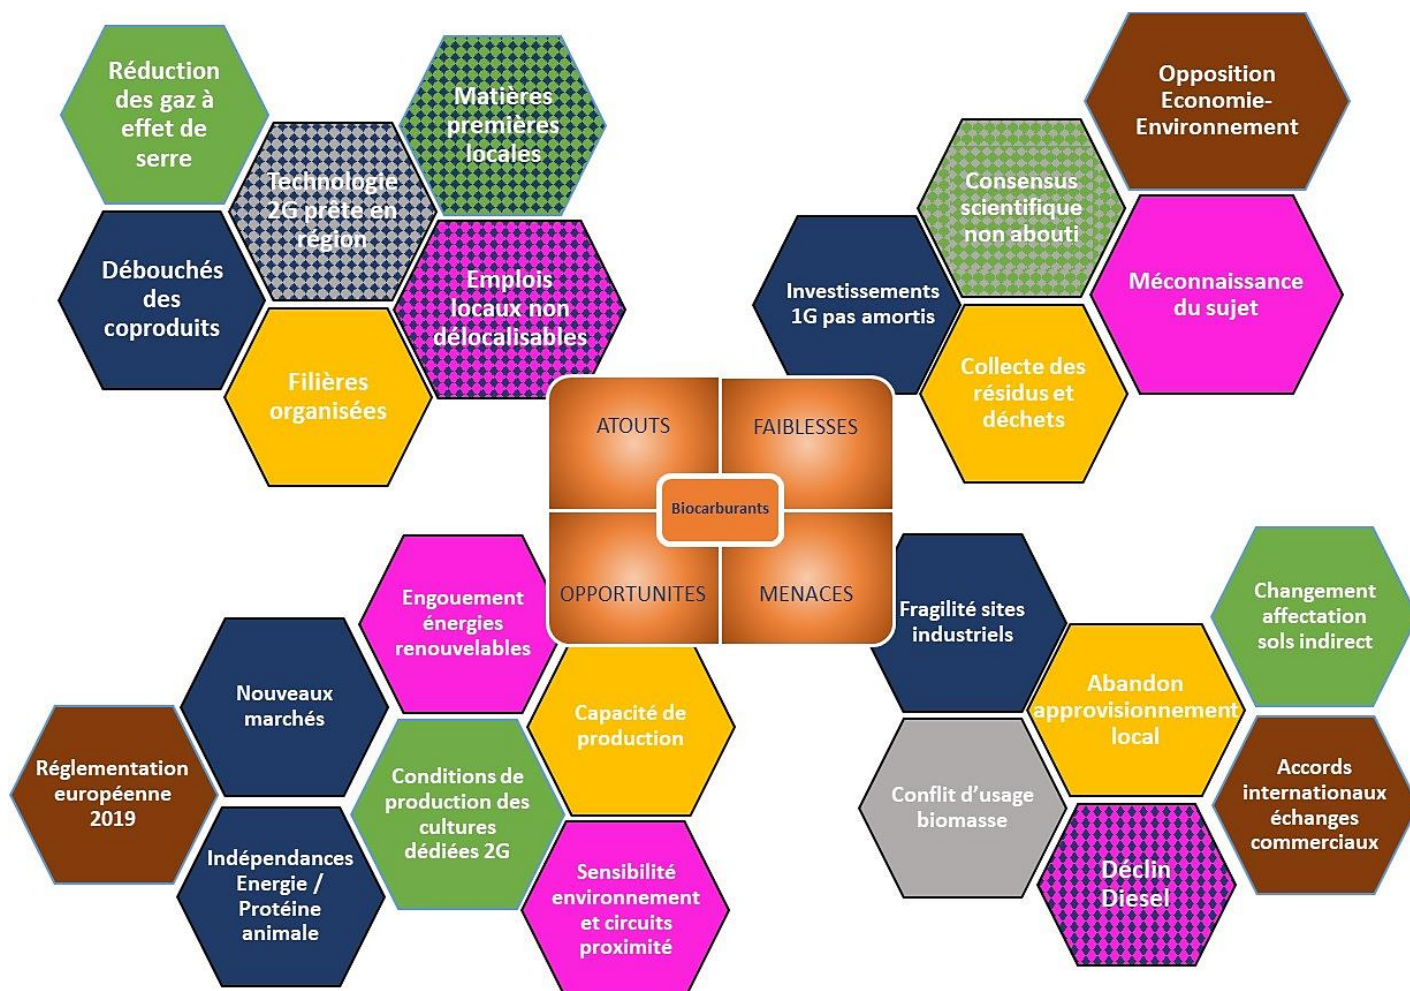 Réduction
des gaz à
effet de
serre
Matières
premières
locales
Technologie
2G prête en
région
Débouchés
des
coproduits
Emplois
locaux non
délocalisables
Filières
organisées
Opposition
Economie-
Environnement
Consensus
scientifique
non abouti
Méconnaissance
du sujet
Investissements
1G pas amortis
Collecte des
résidus et
déchets
ATOUTS
FAIBLESSES
Biocarburants
OPPORTUNITES
MENACES
Engouement
énergies
renouvelables
Nouveaux
marchés
Capacité de
production
Réglementation
européenne
2019
Conditions de
production des
cultures
dédiées 2G
Indépendances
Energie /
Protéine
animale
Sensibilité
environnement
et circuits
proximité
Fragilité sites
industriels
Changement
affectation
sols indirect
Abandon
approvisionnement
local
Conflit d’usage
biomasse
Accords
internationaux
échanges
commerciaux
Déclin
Diesel